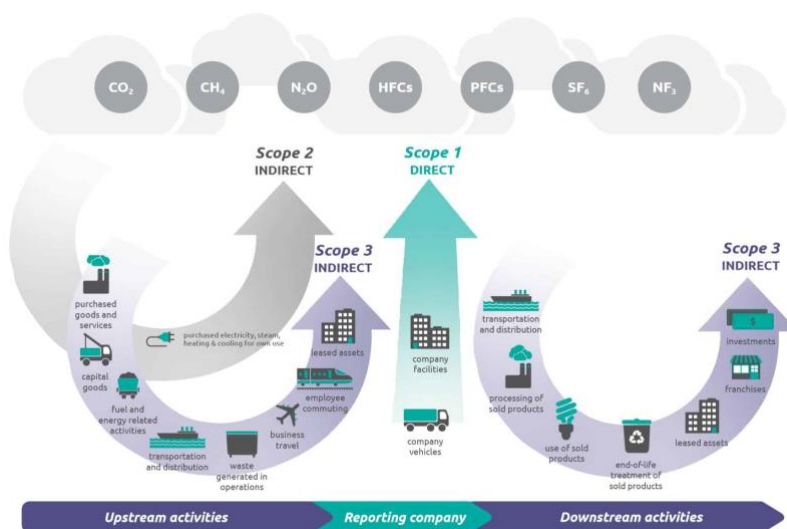 CO₂
CH₄
N₂O
HFCs
PFCs
SF₆
NF₃
Scope 2
INDIRECT
Scope 1
DIRECT
Scope 3
INDIRECT
Scope 3
INDIRECT
purchased
goods and
services
capital
goods
fuel and
energy related
activities
transportation
and distribution
waste
generated in
operations
business
travel
employee
commuting
leased assets
purchased electricity, steam,
heating & cooling for own use
company
facilities
company
vehicles
transportation
and distribution
processing of
sold products
use of sold
products
end-of-life
treatment of
sold products
leased assets
franchises
investments
$
Upstream activities
Reporting company
Downstream activities